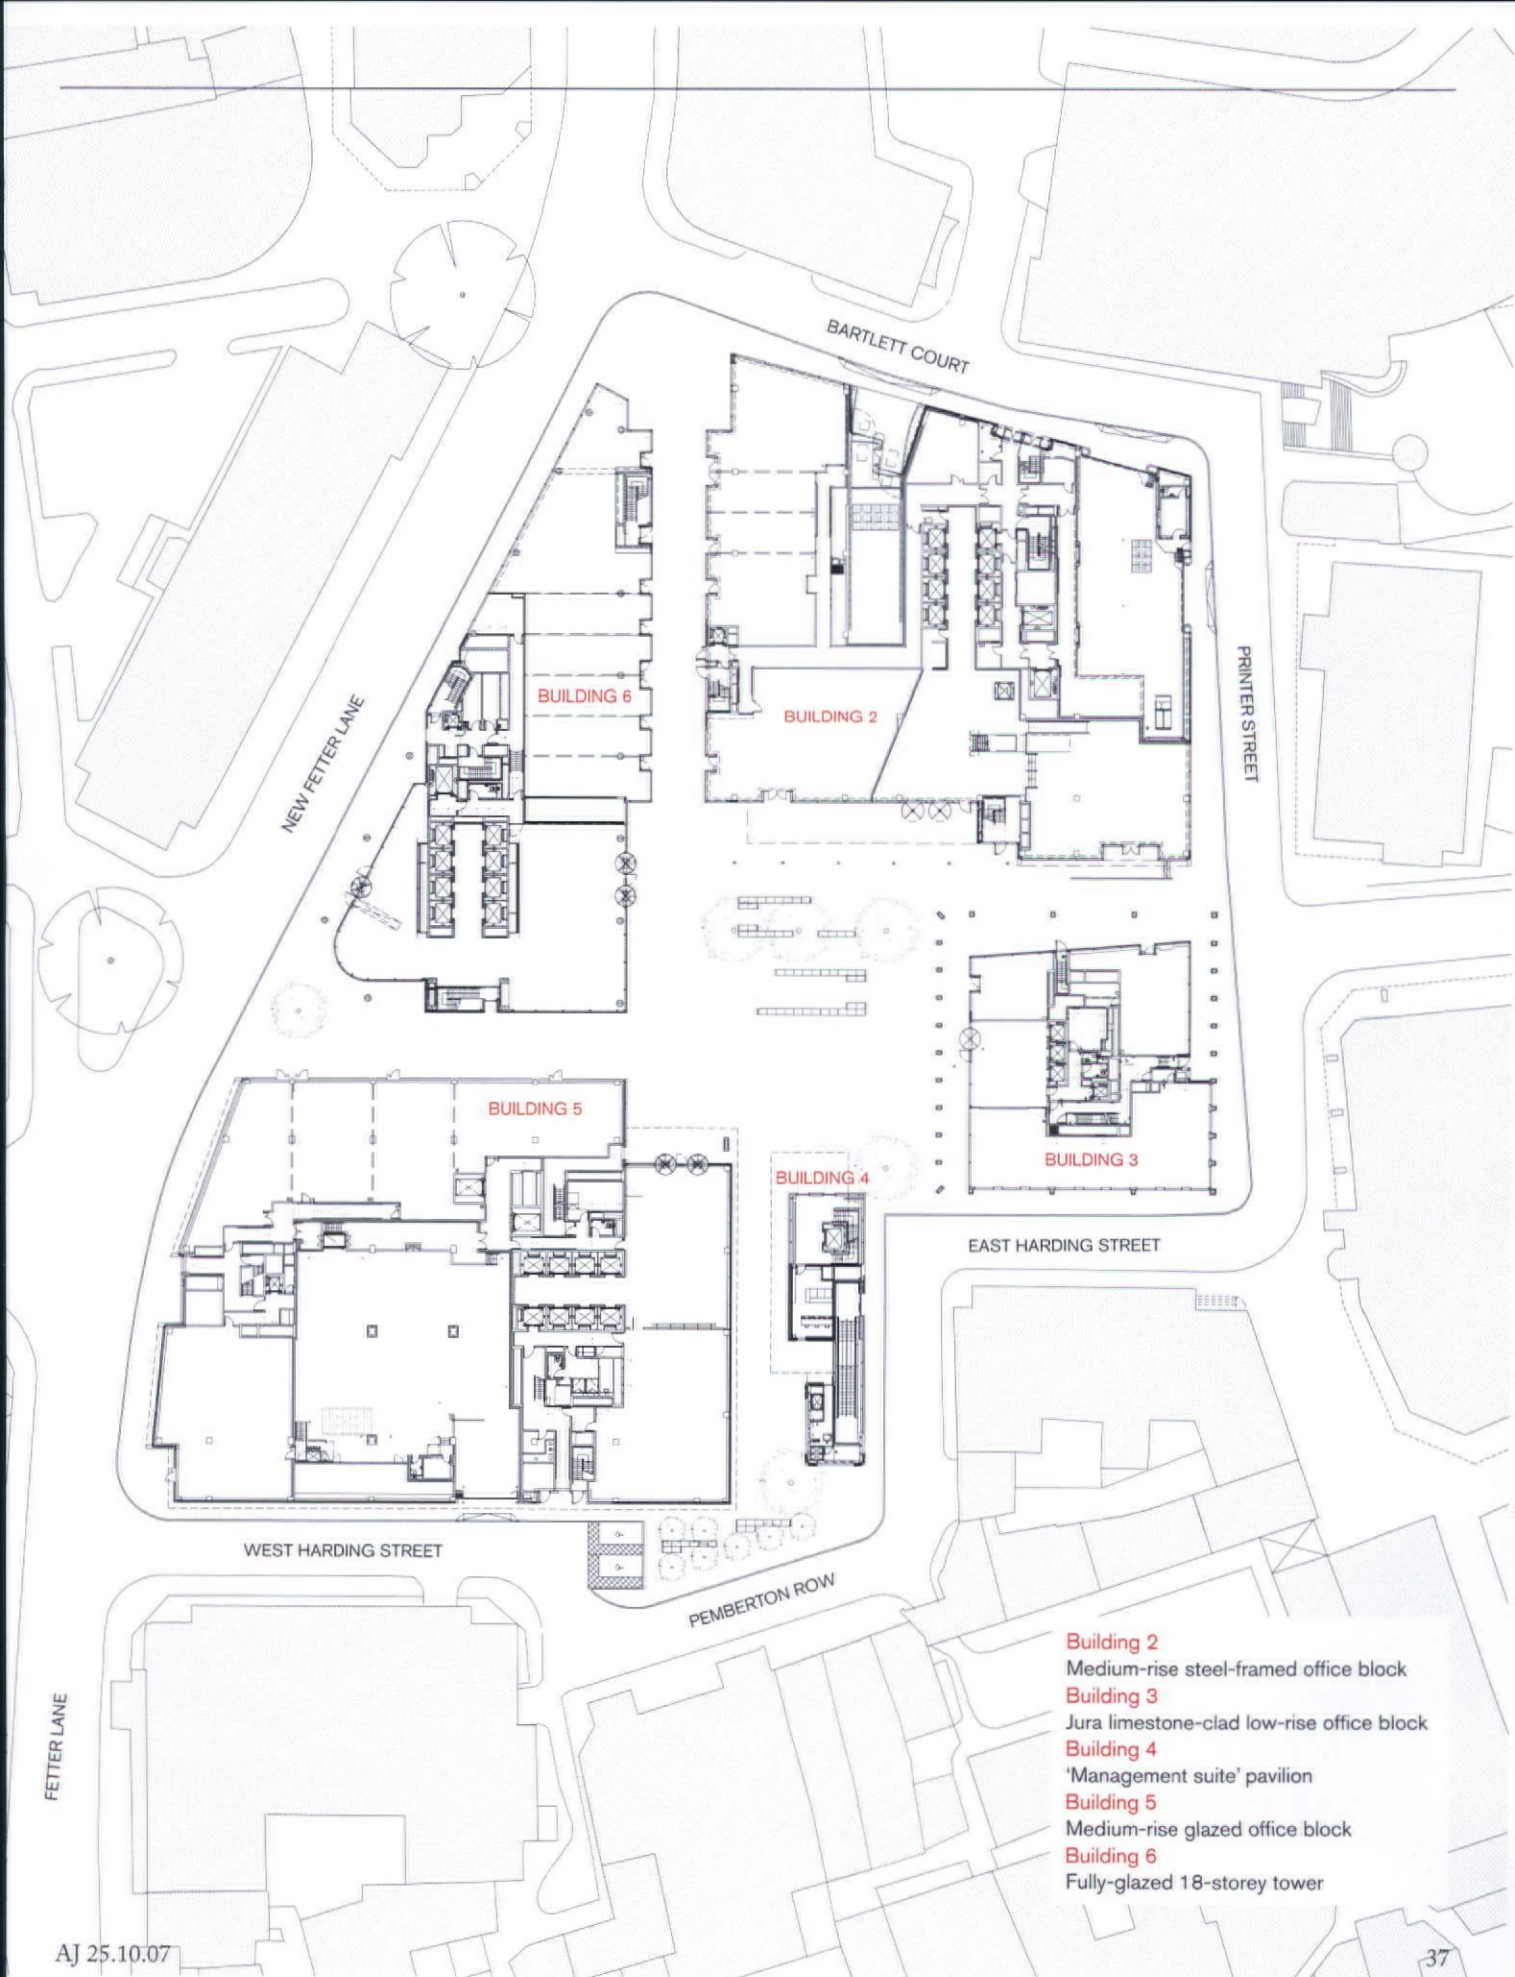 BARTLETT COURT
PRINTER STREET
NEW FETTER LANE
BUILDING 6
BUILDING 2
BUILDING 5
BUILDING 3
BUILDING 4
EAST HARDING STREET
WEST HARDING STREET
PEMBERTON ROW
FETTER LANE
Building 2
Medium-rise steel-framed office block
Building 3
Jura limestone-clad low-rise office block
Building 4
‘Management suite’ pavilion
Building 5
Medium-rise glazed office block
Building 6
Fully-glazed 18-storey tower
AJ 25.10.07
37